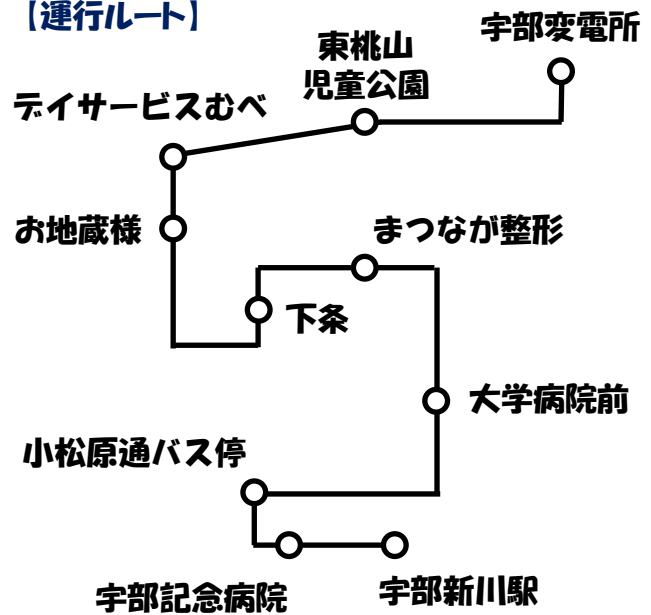 【運行ルート】
宇部変電所
東桃山
児童公園
デイサービスむべ
お地蔵様
まつなが整形
下条
大学病院前
小松原通バス停
宇部記念病院
宇部新川駅